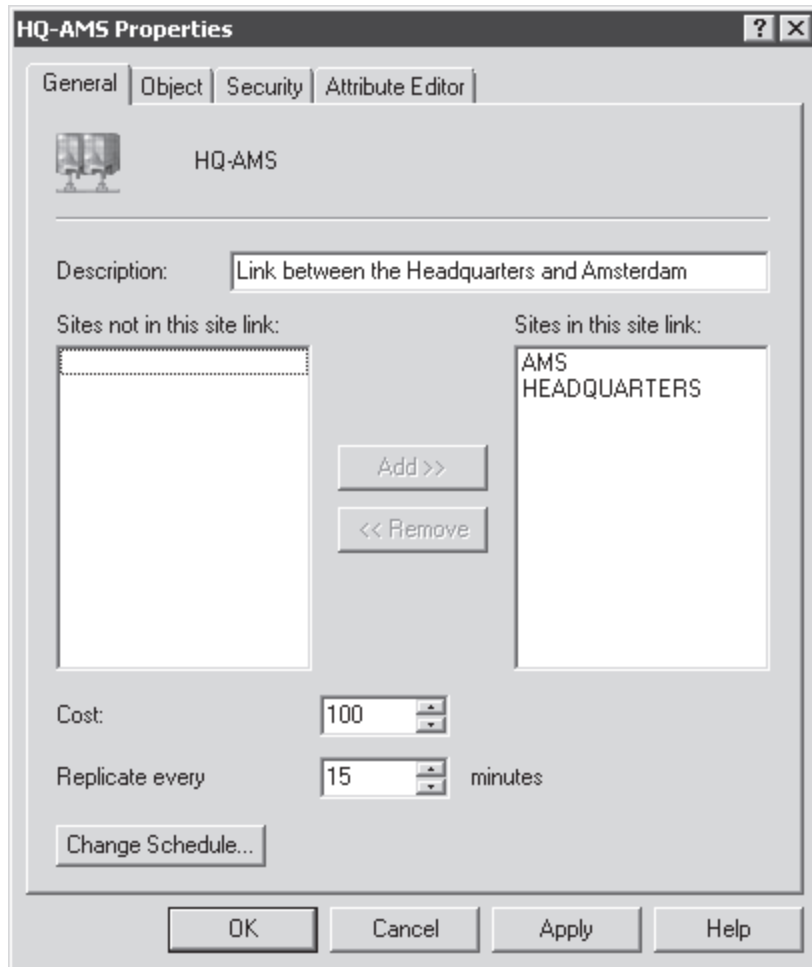 HQ-AMS Properties
General Object Security Attribute Editor
HQ-AMS
Description: Link between the Headquarters and Amsterdam
Sites not in this site link: Sites in this site link:
AMS
HEADQUARTERS
Add >>
<< Remove
Cost: 100
Replicate every 15 minutes
Change Schedule...
OK Cancel Apply Help